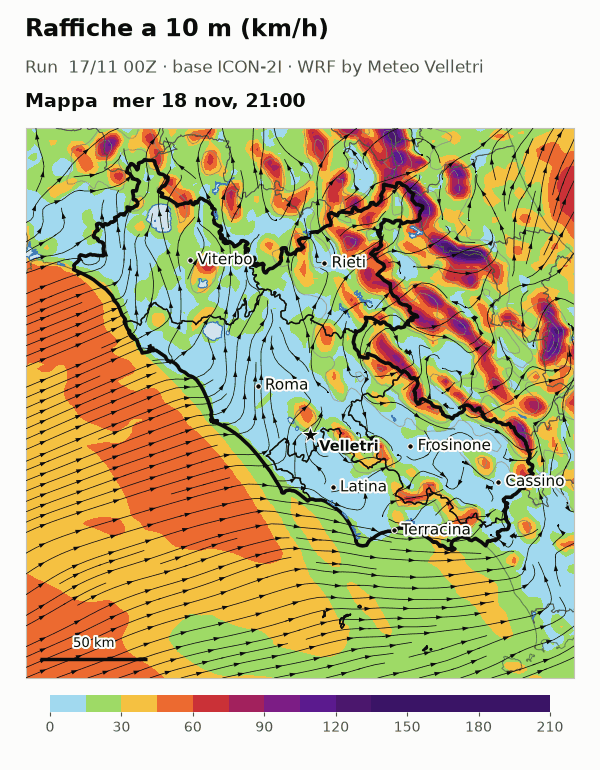 Raffiche a 10 m (km/h)
Run 17/11 00Z · base ICON-2I · WRF by Meteo Velletri
Mappa mer 18 nov, 21:00
Viterbo
Rieti
Roma
Velletri
Frosinone
Latina
Cassino
Terracina
50 km
0 30 60 90 120 150 180 210